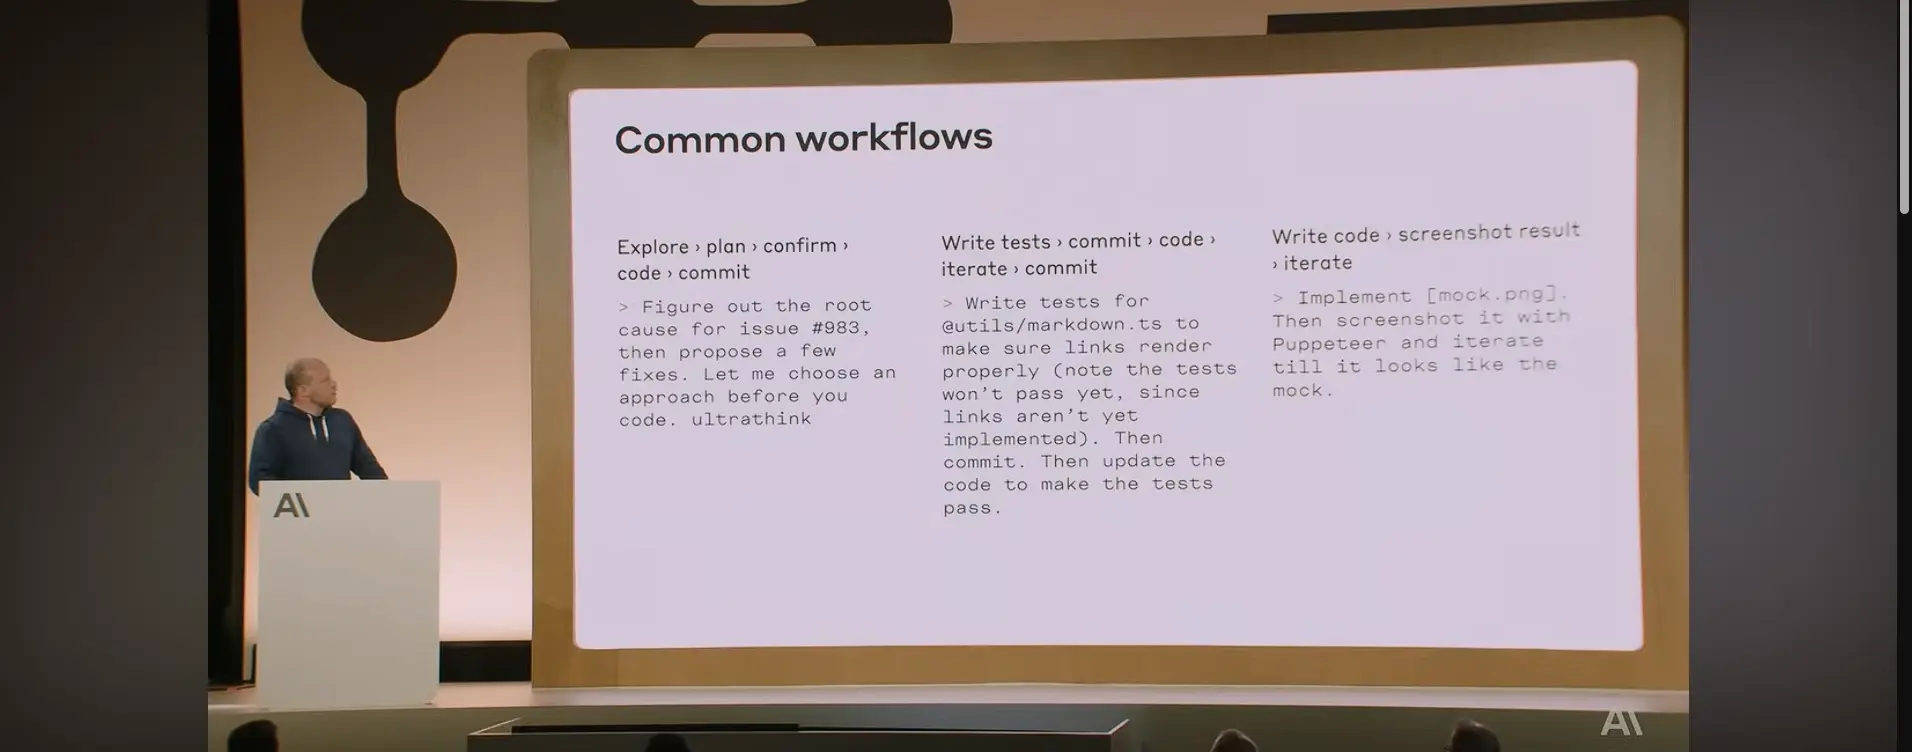 Common workflows
Explore › plan › confirm ›
code › commit
> Figure out the root
cause for issue #983,
then propose a few
fixes. Let me choose an
approach before you
code. ultrathink
Write tests › commit › code ›
iterate › commit
> Write tests for
@utils/markdown.ts to
make sure links render
properly (note the tests
won't pass yet, since
links aren't yet
implemented). Then
commit. Then update the
code to make the tests
pass.
Write code › screenshot result
› iterate
> Implement [mock.png].
Then screenshot it with
Puppeteer and iterate
till it looks like the
mock.
A\
A\